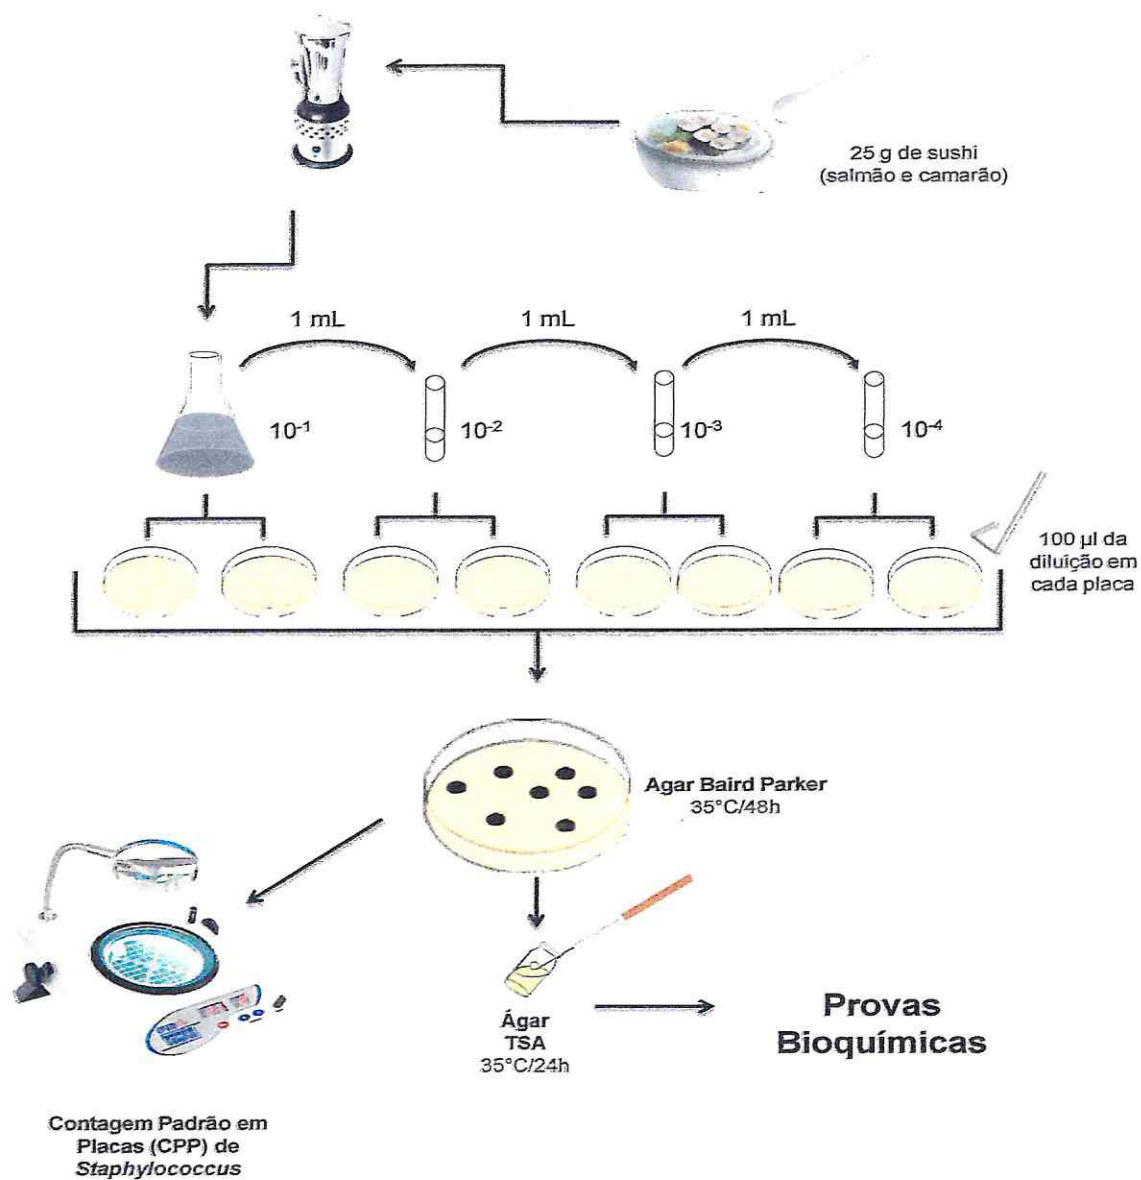 25 g de sushi
(salmão e camarão)
1 mL
1 mL
1 mL
10-1
10-2
10-3
10-4
100 µl da
diluição em
cada placa
Agar Baird Parker
35°C/48h
Ágar
TSA
35°C/24h
Provas
Bioquímicas
Contagem Padrão em
Placas (CPP) de
Staphylococcus